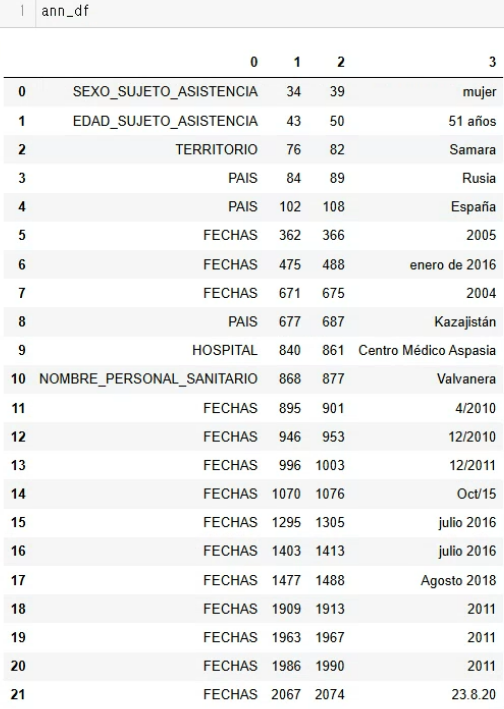 1 ann_df
0 1 2 3
0 SEXO_SUJETO_ASISTENCIA 34 39 mujer
1 EDAD_SUJETO_ASISTENCIA 43 50 51 años
2 TERRITORIO 76 82 Samara
3 PAIS 84 89 Rusia
4 PAIS 102 108 España
5 FECHAS 362 366 2005
6 FECHAS 475 488 enero de 2016
7 FECHAS 671 675 2004
8 PAIS 677 687 Kazajistán
9 HOSPITAL 840 861 Centro Médico Aspasia
10 NOMBRE_PERSONAL_SANITARIO 868 877 Valvanera
11 FECHAS 895 901 4/2010
12 FECHAS 946 953 12/2010
13 FECHAS 996 1003 12/2011
14 FECHAS 1070 1076 Oct/15
15 FECHAS 1295 1305 julio 2016
16 FECHAS 1403 1413 julio 2016
17 FECHAS 1477 1488 Agosto 2018
18 FECHAS 1909 1913 2011
19 FECHAS 1963 1967 2011
20 FECHAS 1986 1990 2011
21 FECHAS 2067 2074 23.8.20